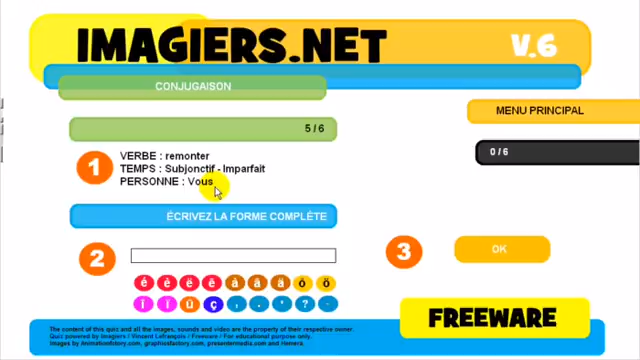 IMAGIERS.NET
V.6
CONJUGAISON
MENU PRINCIPAL
5 / 6
0 / 6
1
VERBE : remonter
TEMPS : Subjonctif - Imparfait
PERSONNE : Vous
ÉCRIVEZ LA FORME COMPLÈTE
2
3
OK
FREEWARE
The content of this quiz and all the images, sounds and video are the property of their respective owner.
Quiz powered by Imagiers / Vincent Lefrançois / Freeware / For educational purpose only.
Images by Animationfactory.com, graphicsfactory.com, presentermedia.com and Hemera.